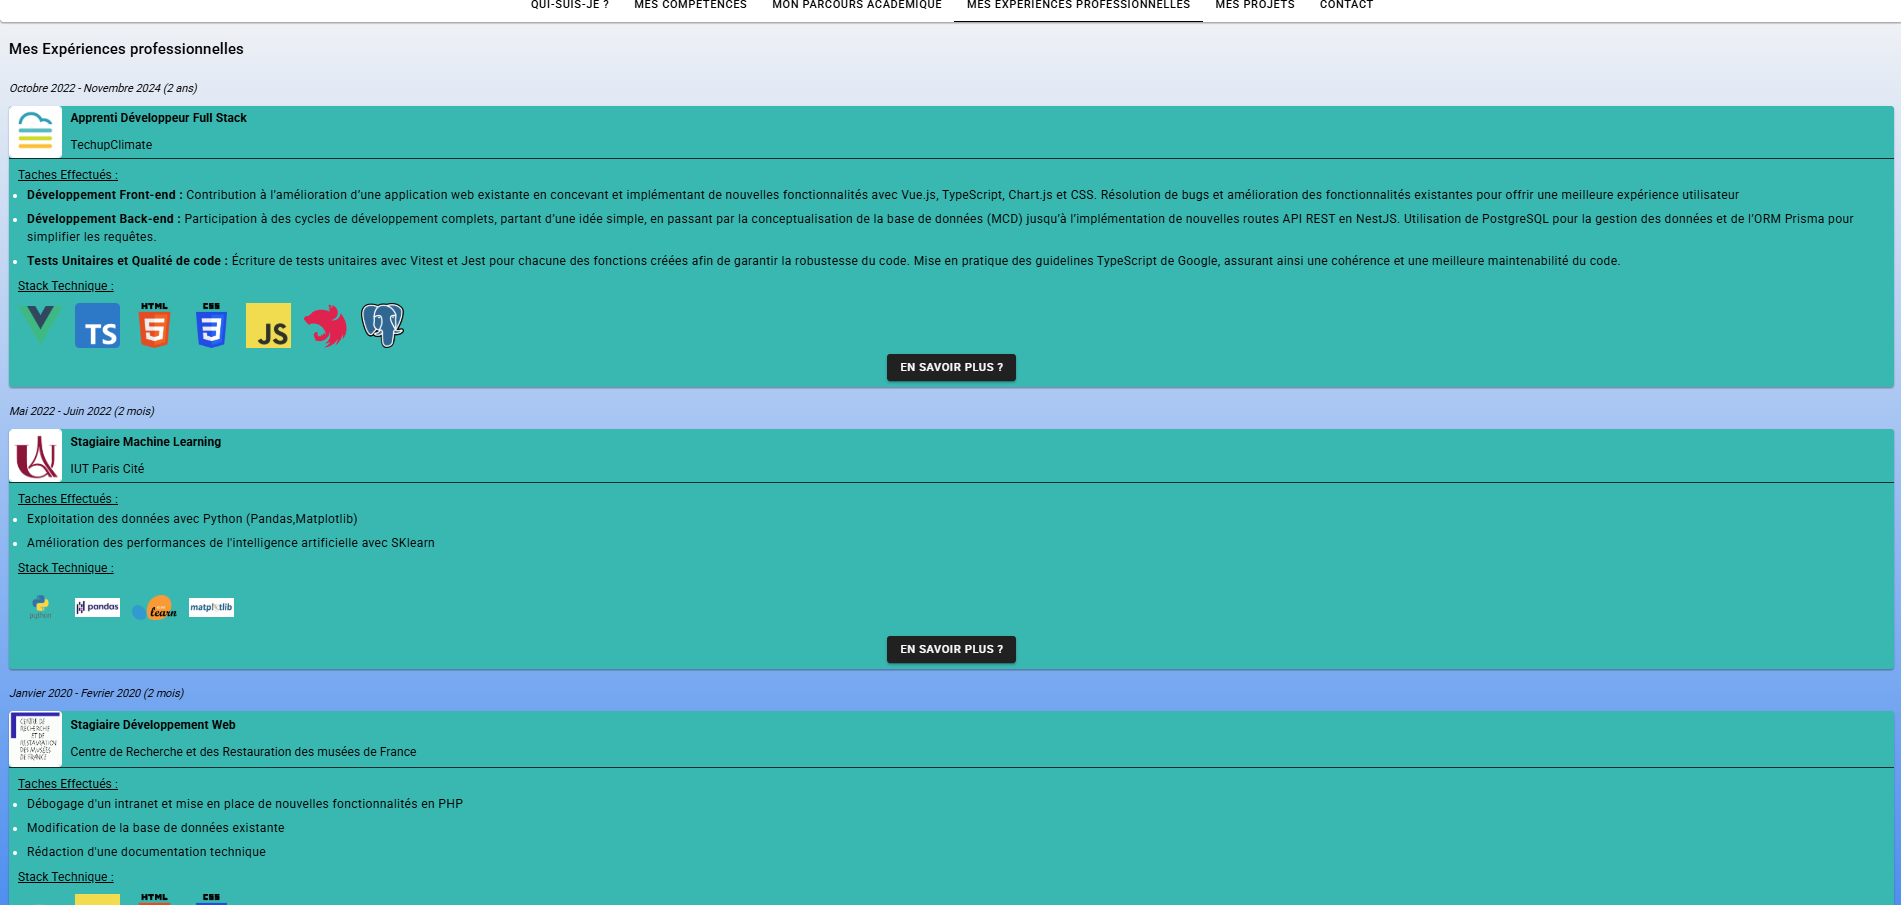 QUI-SUIS-JE ? MES COMPETENCES MON PARCOURS ACADEMIQUE MES EXPERIENCES PROFESSIONNELLES MES PROJETS CONTACT
Mes Expériences professionnelles
Octobre 2022 - Novembre 2024 (2 ans)
Apprenti Développeur Full Stack
TechupClimate
Taches Effectués :
Développement Front-end : Contribution à l’amélioration d’une application web existante en concevant et implémentant de nouvelles fonctionnalités avec Vue.js, TypeScript, Chart.js et CSS. Résolution de bugs et amélioration des fonctionnalités existantes pour offrir une meilleure expérience utilisateur
Développement Back-end : Participation à des cycles de développement complets, partant d’une idée simple, en passant par la conceptualisation de la base de données (MCD) jusqu’à l’implémentation de nouvelles routes API REST en NestJS. Utilisation de PostgreSQL pour la gestion des données et de l’ORM Prisma pour
simplifier les requêtes.
Tests Unitaires et Qualité de code : Écriture de tests unitaires avec Vitest et Jest pour chacune des fonctions créées afin de garantir la robustesse du code. Mise en pratique des guidelines TypeScript de Google, assurant ainsi une cohérence et une meilleure maintenabilité du code.
Stack Technique :
TS HTML 5 CSS 3 JS
EN SAVOIR PLUS ?
Mai 2022 - Juin 2022 (2 mois)
Stagiaire Machine Learning
IUT Paris Cité
Taches Effectués :
Exploitation des données avec Python (Pandas,Matplotlib)
Amélioration des performances de l'intelligence artificielle avec SKlearn
Stack Technique :
python pandas learn matplotlib
EN SAVOIR PLUS ?
Janvier 2020 - Fevrier 2020 (2 mois)
CENTRE DE
RECHERCHE
ET DE
RESTAURATION
DES MUSÉES
DE FRANCE
Stagiaire Développement Web
Centre de Recherche et des Restauration des musées de France
Taches Effectués :
Débogage d'un intranet et mise en place de nouvelles fonctionnalités en PHP
Modification de la base de données existante
Rédaction d'une documentation technique
Stack Technique :
HTML CSS